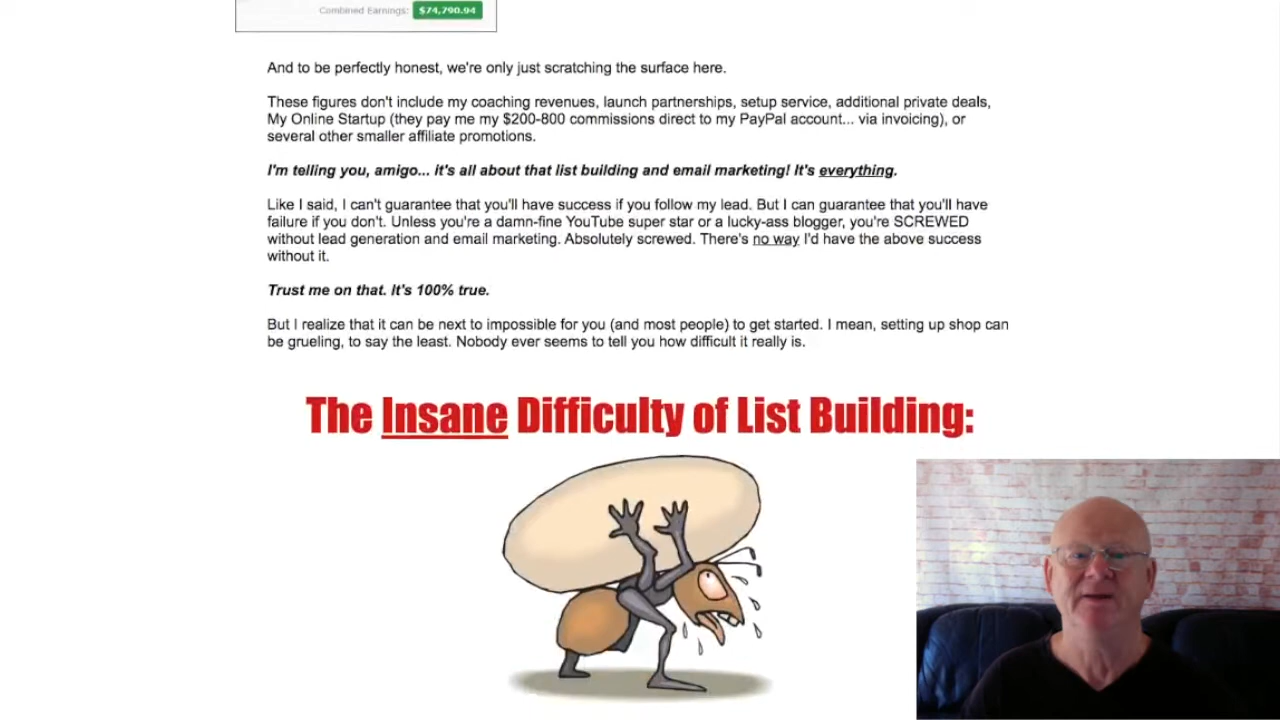 Combined Earnings: $74,790.94
And to be perfectly honest, we're only just scratching the surface here.
These figures don't include my coaching revenues, launch partnerships, setup service, additional private deals,
My Online Startup (they pay me my $200-800 commissions direct to my PayPal account... via invoicing), or
several other smaller affiliate promotions.
I'm telling you, amigo... it's all about that list building and email marketing! It's everything.
Like I said, I can't guarantee that you'll have success if you follow my lead. But I can guarantee that you'll have
failure if you don't. Unless you're a damn-fine YouTube super star or a lucky-ass blogger, you're SCREWED
without lead generation and email marketing. Absolutely screwed. There's no way I'd have the above success
without it.
Trust me on that. It's 100% true.
But I realize that it can be next to impossible for you (and most people) to get started. I mean, setting up shop can
be grueling, to say the least. Nobody ever seems to tell you how difficult it really is.
The Insane Difficulty of List Building: